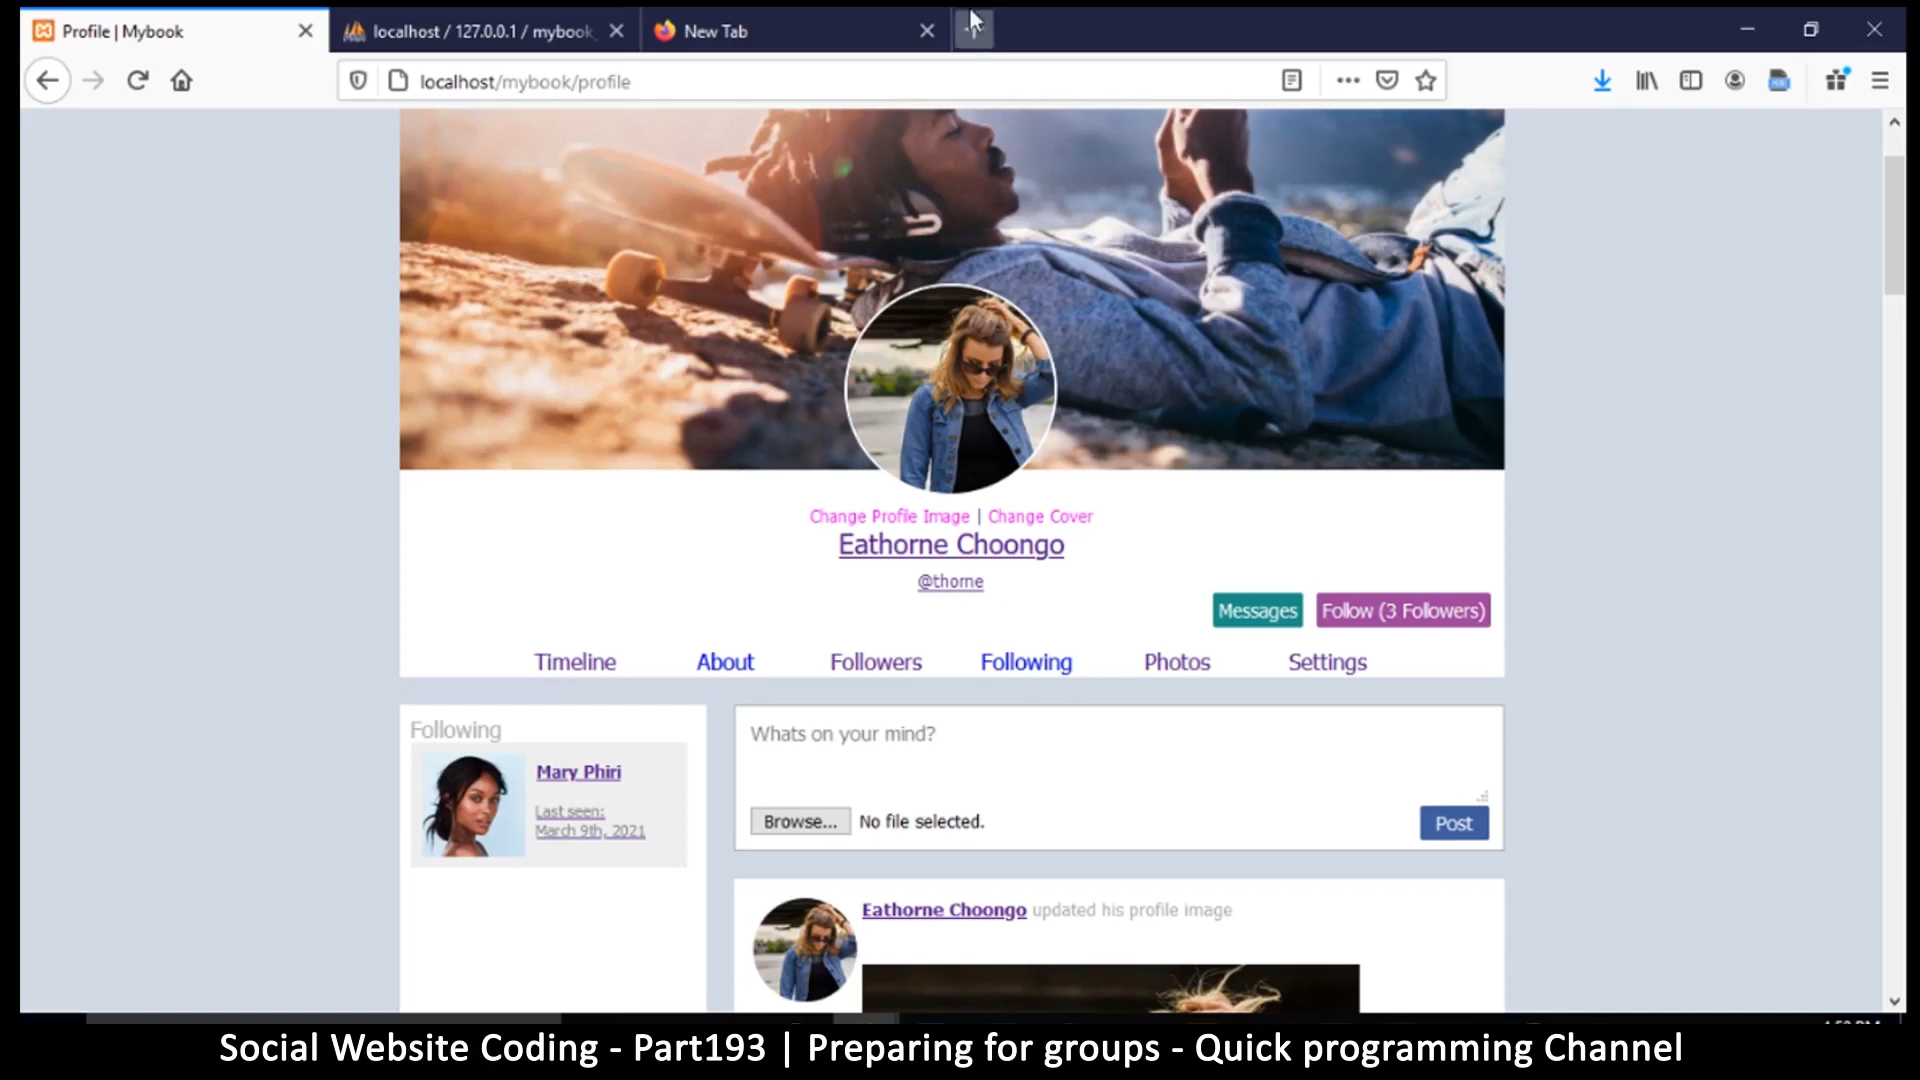 Profile | Mybook
localhost / 127.0.0.1 / mybook
New Tab
localhost/mybook/profile
Change Profile Image | Change Cover
Eathorne Choongo
@thorne
Messages
Follow (3 Followers)
Timeline
About
Followers
Following
Photos
Settings
Following
Mary Phiri
Last seen:
March 9th, 2021
Whats on your mind?
Browse...
No file selected.
Post
Eathorne Choongo updated his profile image
Social Website Coding - Part193 | Preparing for groups - Quick programming Channel